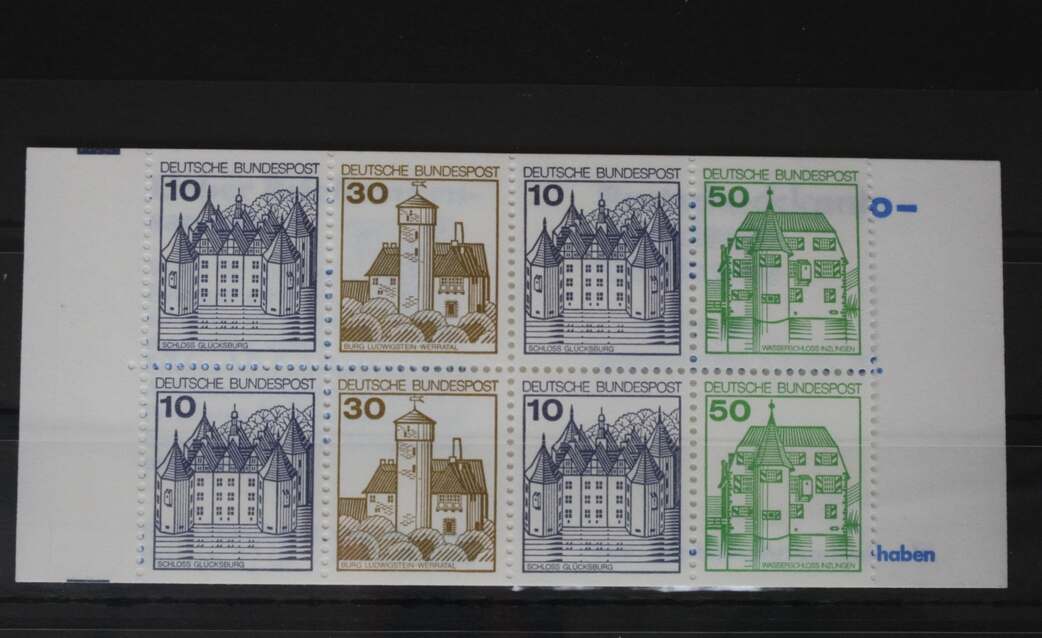 DEUTSCHE BUNDESPOST
10
SCHLOSS GLÜCKSBURG
DEUTSCHE BUNDESPOST
30
BURG LUDWIGSTEIN-WERRATAL
DEUTSCHE BUNDESPOST
10
SCHLOSS GLÜCKSBURG
DEUTSCHE BUNDESPOST
50
WASSERSCHLOSS INZLINGEN
DEUTSCHE BUNDESPOST
10
SCHLOSS GLÜCKSBURG
DEUTSCHE BUNDESPOST
30
BURG LUDWIGSTEIN-WERRATAL
DEUTSCHE BUNDESPOST
10
SCHLOSS GLÜCKSBURG
DEUTSCHE BUNDESPOST
50
WASSERSCHLOSS INZLINGEN
haben